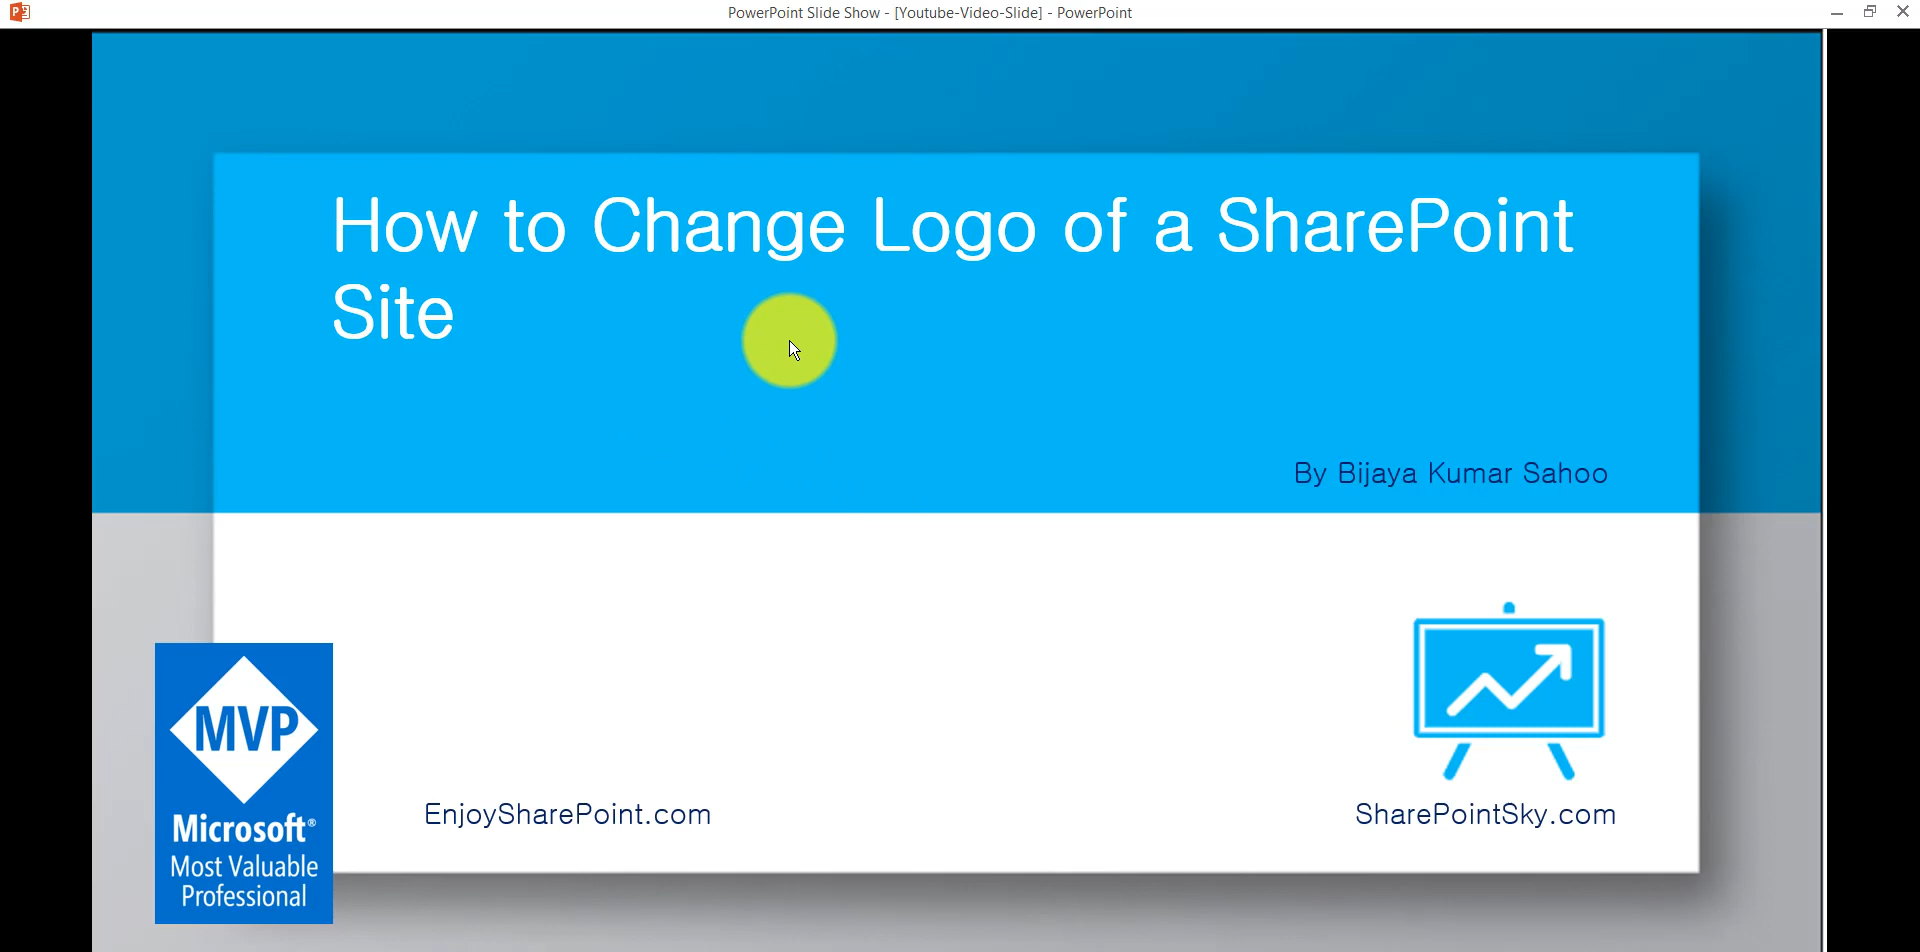 PowerPoint Slide Show - [Youtube-Video-Slide] - PowerPoint
How to Change Logo of a SharePoint
Site
By Bijaya Kumar Sahoo
MVP
Microsoft®
Most Valuable
Professional
EnjoySharePoint.com
SharePointSky.com